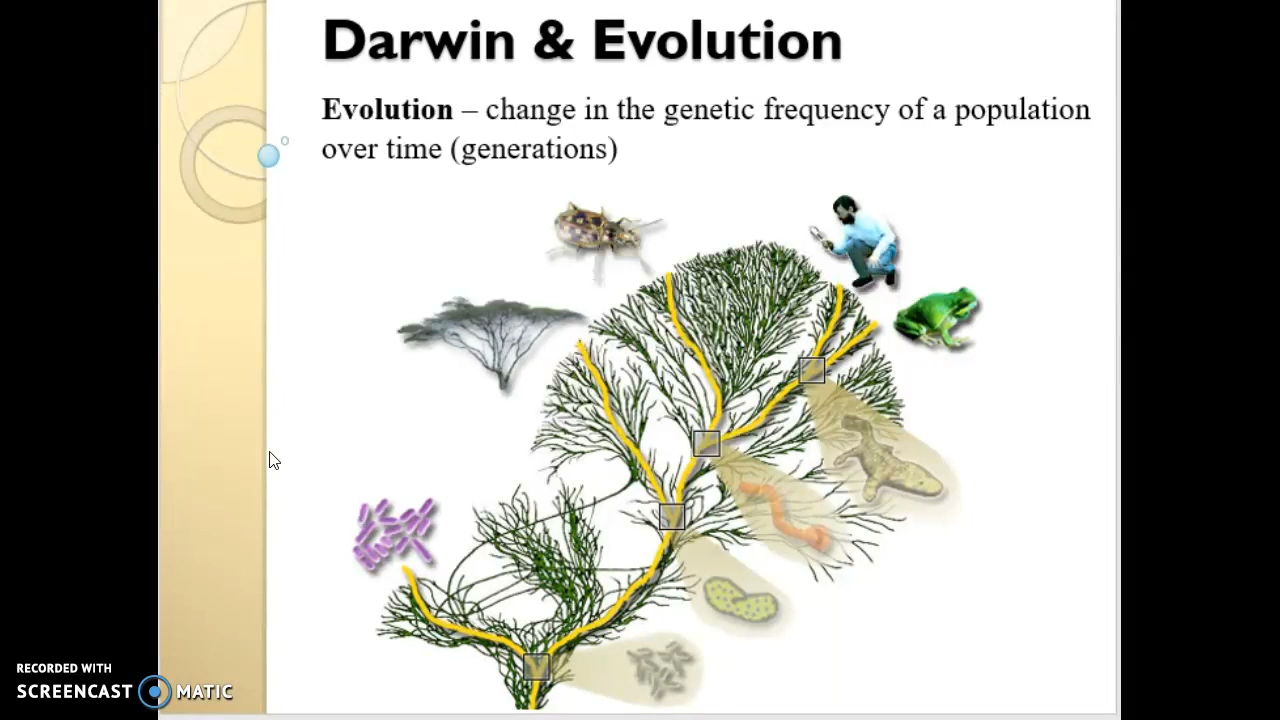 Darwin & Evolution
Evolution – change in the genetic frequency of a population
over time (generations)
RECORDED WITH
SCREENCAST MATIC